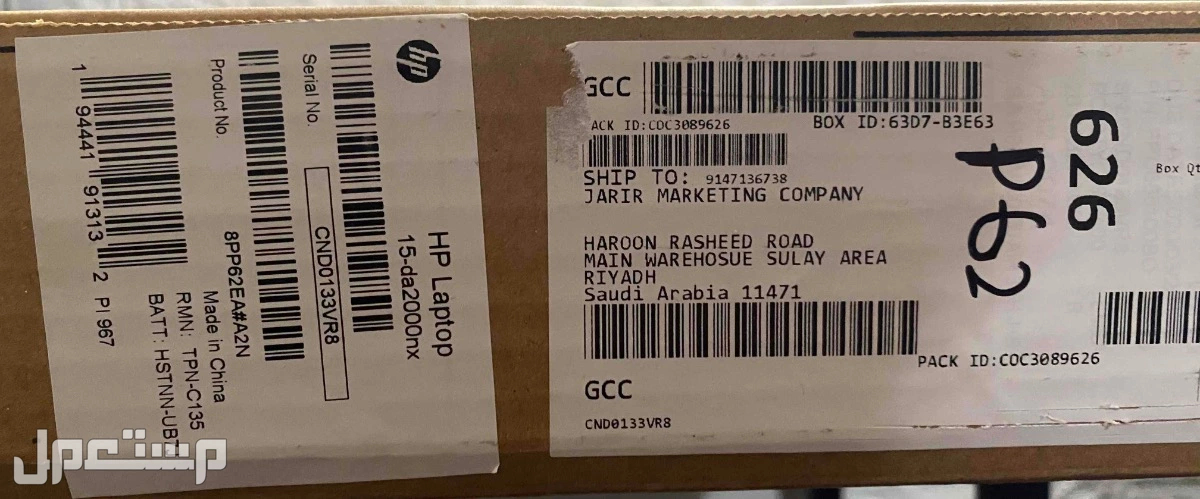 hp
HP Laptop
15-da2000nx
Serial No.
CND0133VR8
Product No.
8PP62EA#A2N
Made in China
RMN: TPN-C135
BATT: HSTNN-UB7
1 94441 91313 2 PI 967
GCC
ACK ID:COC3089626
BOX ID:63D7-B3E63
SHIP TO: 9147136738
JARIR MARKETING COMPANY
HAROON RASHEED ROAD
MAIN WAREHOSUE SULAY AREA
RIYADH
Saudi Arabia 11471
PACK ID:COC3089626
GCC
CND0133VR8
626
P62
Box Qt
مستعمل